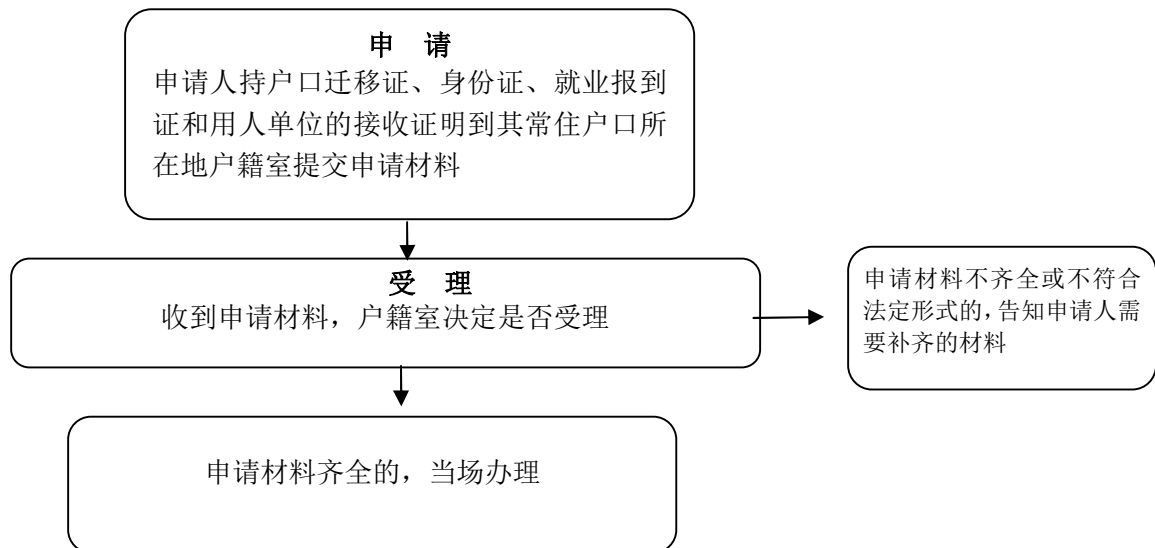 申 请
申请人持户口迁移证、身份证、就业报到
证和用人单位的接收证明到其常住户口所
在地户籍室提交申请材料
受 理
收到申请材料，户籍室决定是否受理
申请材料不齐全或不符合
法定形式的，告知申请人需
要补齐的材料
申请材料齐全的，当场办理